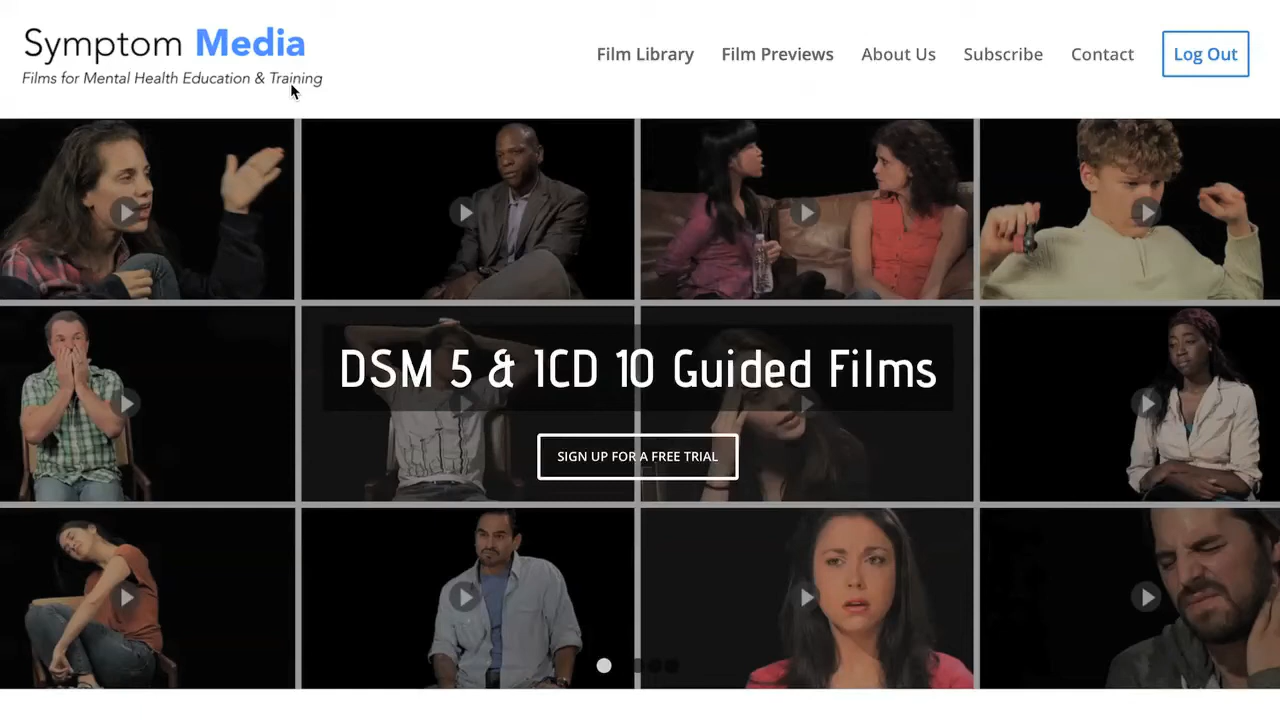 Symptom Media
Films for Mental Health Education & Training
Film Library
Film Previews
About Us
Subscribe
Contact
Log Out
DSM 5 & ICD 10 Guided Films
SIGN UP FOR A FREE TRIAL